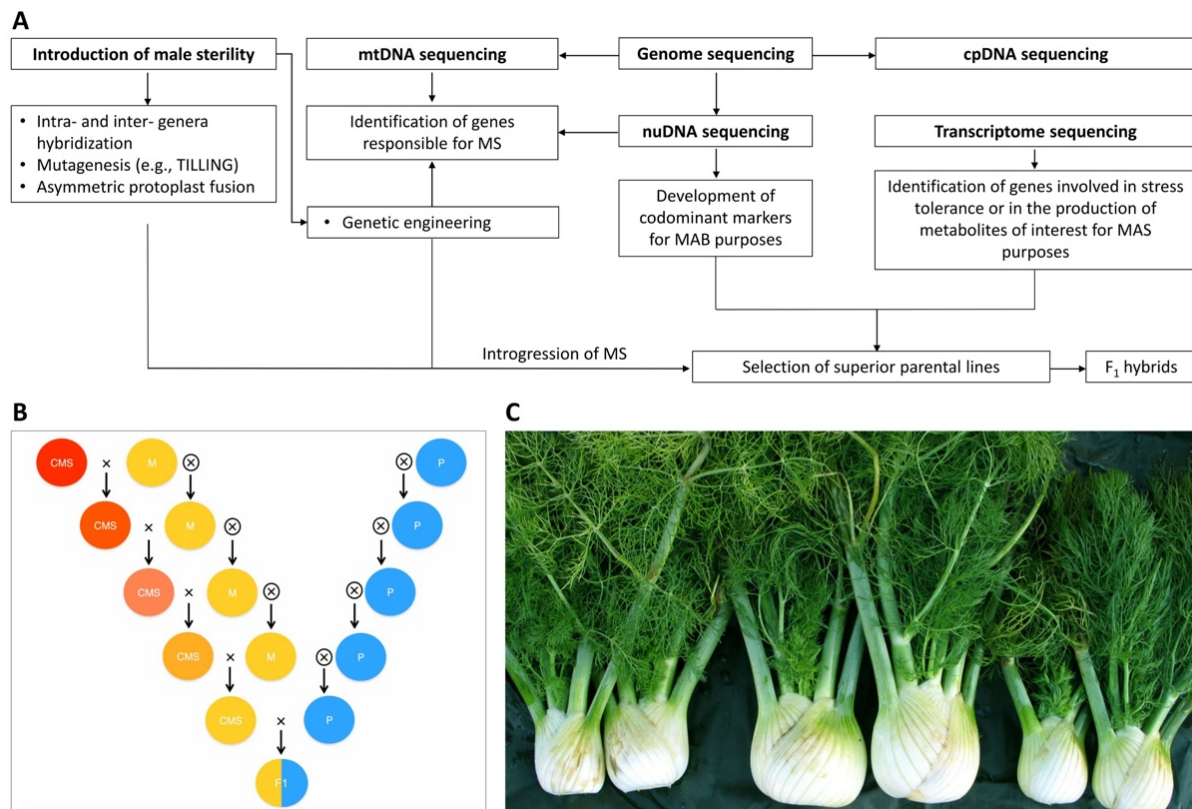 A
Introduction of male sterility
mtDNA sequencing
Genome sequencing
cpDNA sequencing
• Intra- and inter- genera
hybridization
• Mutagenesis (e.g., TILLING)
• Asymmetric protoplast fusion
Identification of genes
responsible for MS
nuDNA sequencing
Transcriptome sequencing
• Genetic engineering
Development of
codominant markers
for MAB purposes
Identification of genes involved in stress
tolerance or in the production of
metabolites of interest for MAS
purposes
Introgression of MS
Selection of superior parental lines
F₁ hybrids
B
CMS × M ⊗ ⊗ P
CMS × M ⊗ ⊗ P
CMS × M ⊗ ⊗ P
CMS × M ⊗ P
CMS × P
F1
C